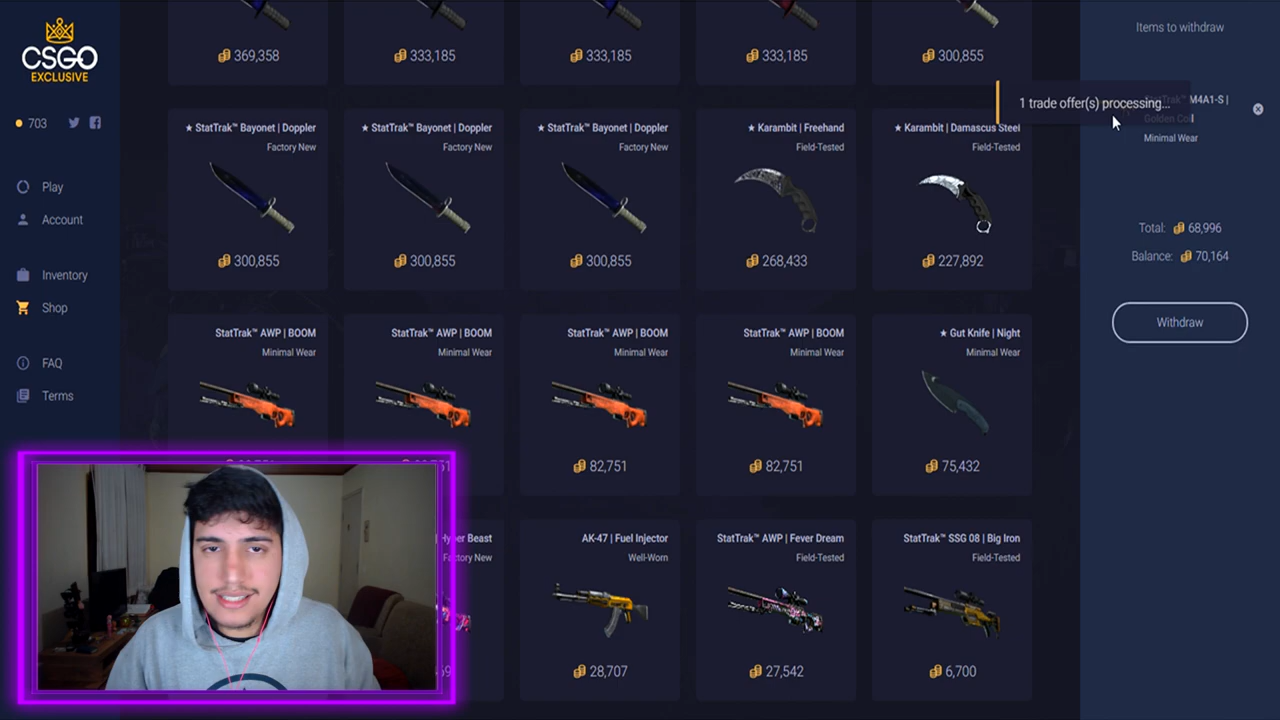 CSGO
EXCLUSIVE
703
Play
Account
Inventory
Shop
FAQ
Terms
369,358
333,185
333,185
333,185
300,855
★ StatTrak™ Bayonet | Doppler
Factory New
300,855
★ StatTrak™ Bayonet | Doppler
Factory New
300,855
★ StatTrak™ Bayonet | Doppler
Factory New
300,855
★ Karambit | Freehand
Field-Tested
268,433
★ Karambit | Damascus Steel
Field-Tested
227,892
StatTrak™ AWP | BOOM
Minimal Wear
StatTrak™ AWP | BOOM
Minimal Wear
StatTrak™ AWP | BOOM
Minimal Wear
82,751
StatTrak™ AWP | BOOM
Minimal Wear
82,751
★ Gut Knife | Night
Minimal Wear
75,432
Beast
Factory New
AK-47 | Fuel Injector
Well-Worn
28,707
StatTrak™ AWP | Fever Dream
Field-Tested
27,542
StatTrak™ SSG 08 | Big Iron
Field-Tested
6,700
Items to withdraw
1 trade offer(s) processing...
StatTrak™ M4A1-S |
Golden Coil
Minimal Wear
Total: 68,996
Balance: 70,164
Withdraw